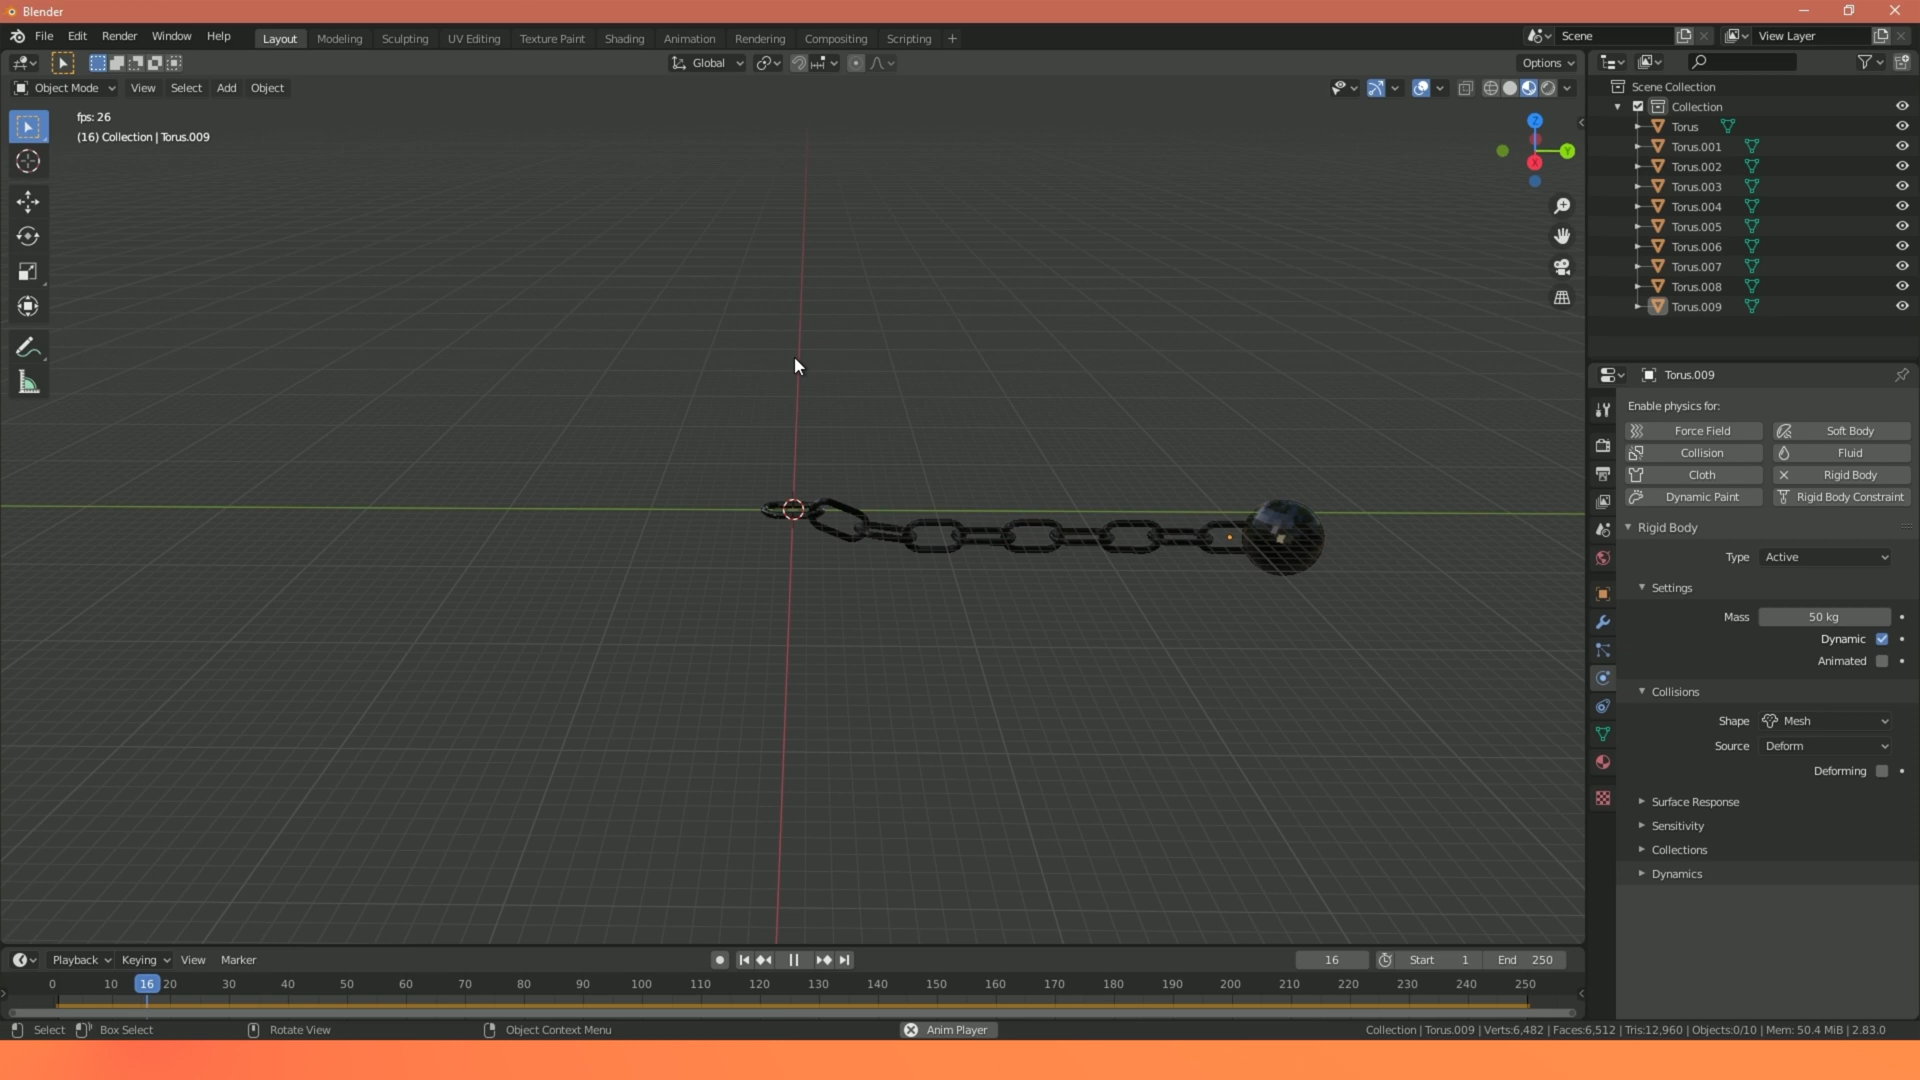 Blender
File Edit Render Window Help Layout Modeling Sculpting UV Editing Texture Paint Shading Animation Rendering Compositing Scripting + Scene View Layer
Global Options
Object Mode View Select Add Object
fps: 26
(16) Collection | Torus.009
Z
Y
X
Scene Collection
Collection
Torus
Torus.001
Torus.002
Torus.003
Torus.004
Torus.005
Torus.006
Torus.007
Torus.008
Torus.009
Torus.009
Enable physics for:
Force Field Soft Body
Collision Fluid
Cloth Rigid Body
Dynamic Paint Rigid Body Constraint
Rigid Body
Type Active
Settings
Mass 50 kg
Dynamic
Animated
Collisions
Shape Mesh
Source Deform
Deforming
Surface Response
Sensitivity
Collections
Dynamics
Playback Keying View Marker 16 Start 1 End 250
0 10 16 20 30 40 50 60 70 80 90 100 110 120 130 140 150 160 170 180 190 200 210 220 230 240 250
Select Box Select Rotate View Object Context Menu Anim Player Collection | Torus.009 | Verts:6,482 | Faces:6,512 | Tris:12,960 | Objects:0/10 | Mem: 50.4 MiB | 2.83.0